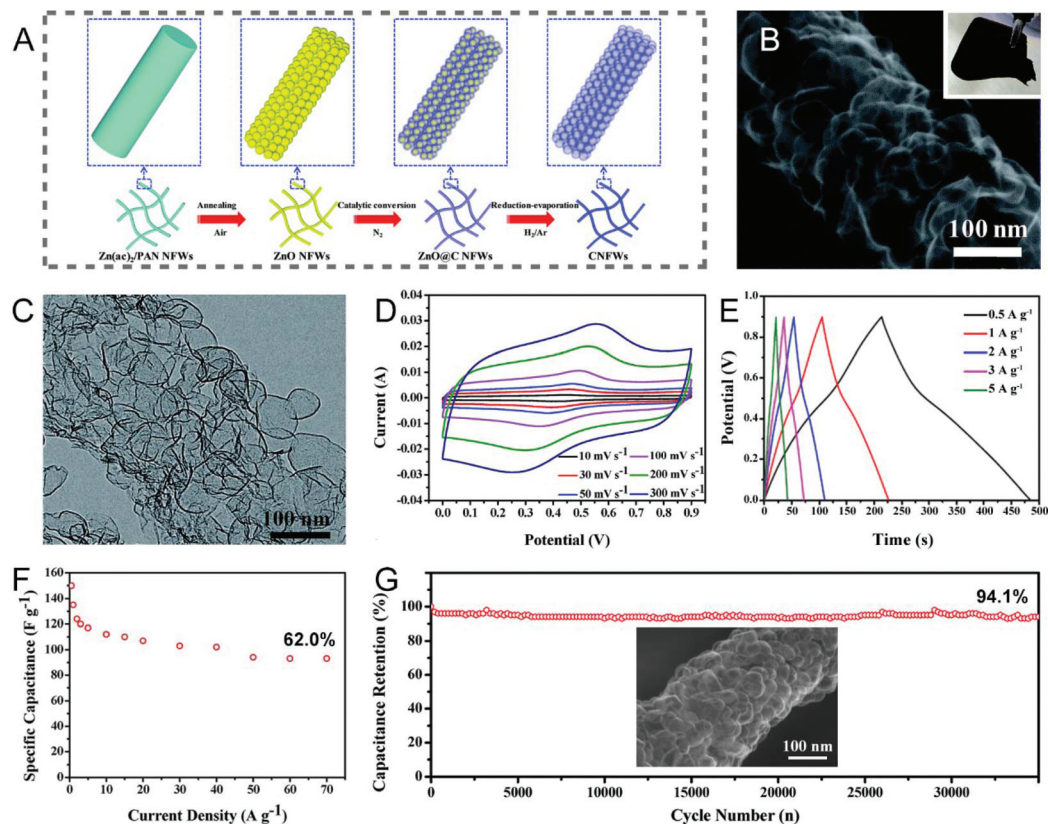 A
Annealing
Air
Catalytic conversion
N₂
Reduction-evaporation
H₂/Ar
Zn(ac)₂/PAN NFWs
ZnO NFWs
ZnO@C NFWs
CNFWs
B
100 nm
C
100 nm
D
Current (A)
0.04
0.03
0.02
0.01
0.00
-0.01
-0.02
-0.03
-0.04
10 mV s⁻¹ 100 mV s⁻¹
30 mV s⁻¹ 200 mV s⁻¹
50 mV s⁻¹ 300 mV s⁻¹
0.0 0.1 0.2 0.3 0.4 0.5 0.6 0.7 0.8 0.9
Potential (V)
E
Potential (V)
1.0
0.8
0.6
0.4
0.2
0.0
0.5 A g⁻¹
1 A g⁻¹
2 A g⁻¹
3 A g⁻¹
5 A g⁻¹
0 50 100 150 200 250 300 350 400 450 500
Time (s)
F
Specific Capacitance (F g⁻¹)
160
140
120
100
80
60
40
20
0
62.0%
0 10 20 30 40 50 60 70
Current Density (A g⁻¹)
G
Capacitance Retention (%)
120
100
80
60
40
20
0
94.1%
100 nm
0 5000 10000 15000 20000 25000 30000
Cycle Number (n)